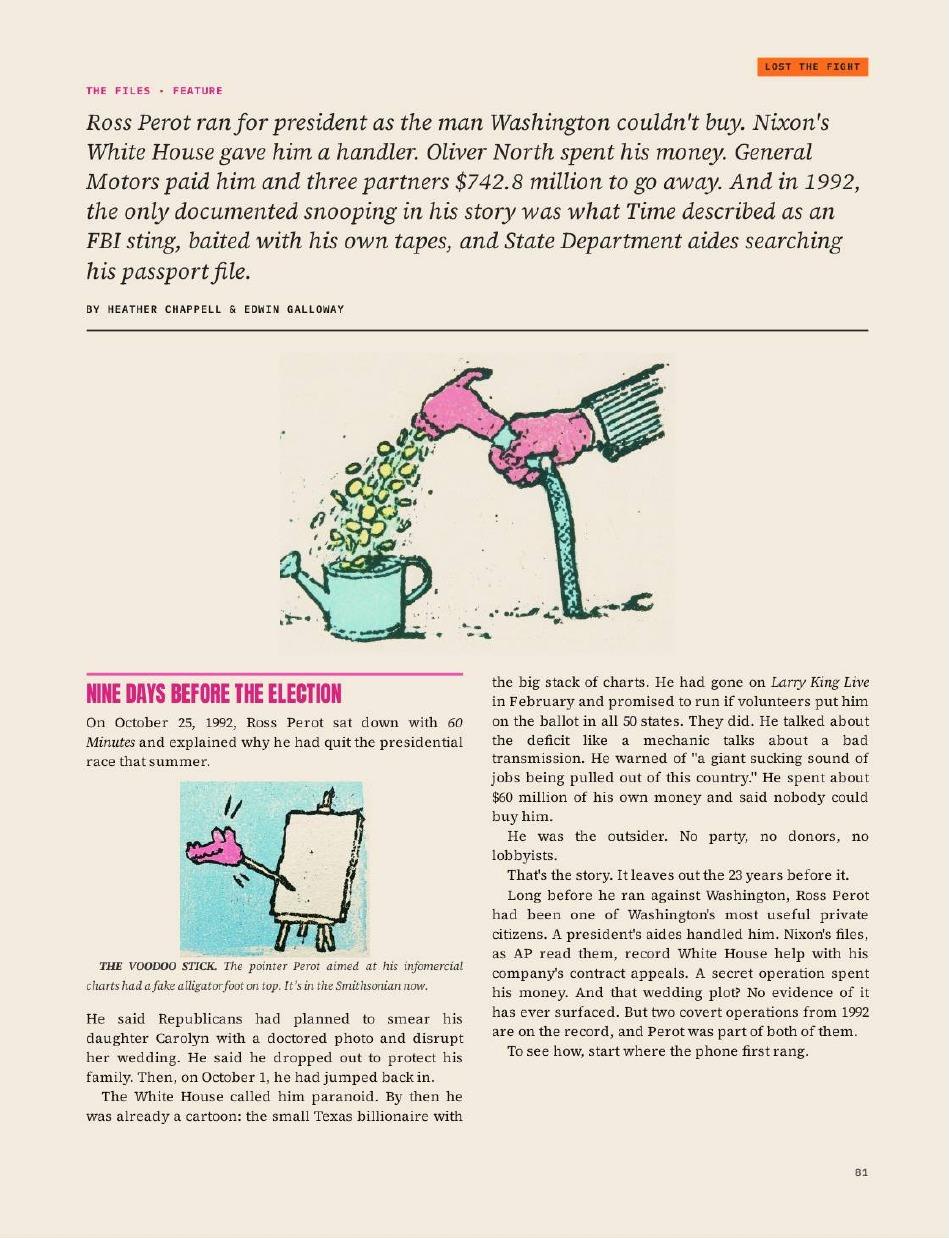 LOST THE FIGHT
THE FILES • FEATURE
Ross Perot ran for president as the man Washington couldn't buy. Nixon's
White House gave him a handler. Oliver North spent his money. General
Motors paid him and three partners $742.8 million to go away. And in 1992,
the only documented snooping in his story was what Time described as an
FBI sting, baited with his own tapes, and State Department aides searching
his passport file.
BY HEATHER CHAPPELL & EDWIN GALLOWAY
NINE DAYS BEFORE THE ELECTION
On October 25, 1992, Ross Perot sat down with 60
Minutes and explained why he had quit the presidential
race that summer.
THE VOODOO STICK. The pointer Perot aimed at his infomercial
charts had a fake alligator foot on top. It's in the Smithsonian now.
He said Republicans had planned to smear his
daughter Carolyn with a doctored photo and disrupt
her wedding. He said he dropped out to protect his
family. Then, on October 1, he had jumped back in.
The White House called him paranoid. By then he
was already a cartoon: the small Texas billionaire with
the big stack of charts. He had gone on Larry King Live
in February and promised to run if volunteers put him
on the ballot in all 50 states. They did. He talked about
the deficit like a mechanic talks about a bad
transmission. He warned of "a giant sucking sound of
jobs being pulled out of this country." He spent about
$60 million of his own money and said nobody could
buy him.
He was the outsider. No party, no donors, no
lobbyists.
That's the story. It leaves out the 23 years before it.
Long before he ran against Washington, Ross Perot
had been one of Washington's most useful private
citizens. A president's aides handled him. Nixon's files,
as AP read them, record White House help with his
company's contract appeals. A secret operation spent
his money. And that wedding plot? No evidence of it
has ever surfaced. But two covert operations from 1992
are on the record, and Perot was part of both of them.
To see how, start where the phone first rang.
81